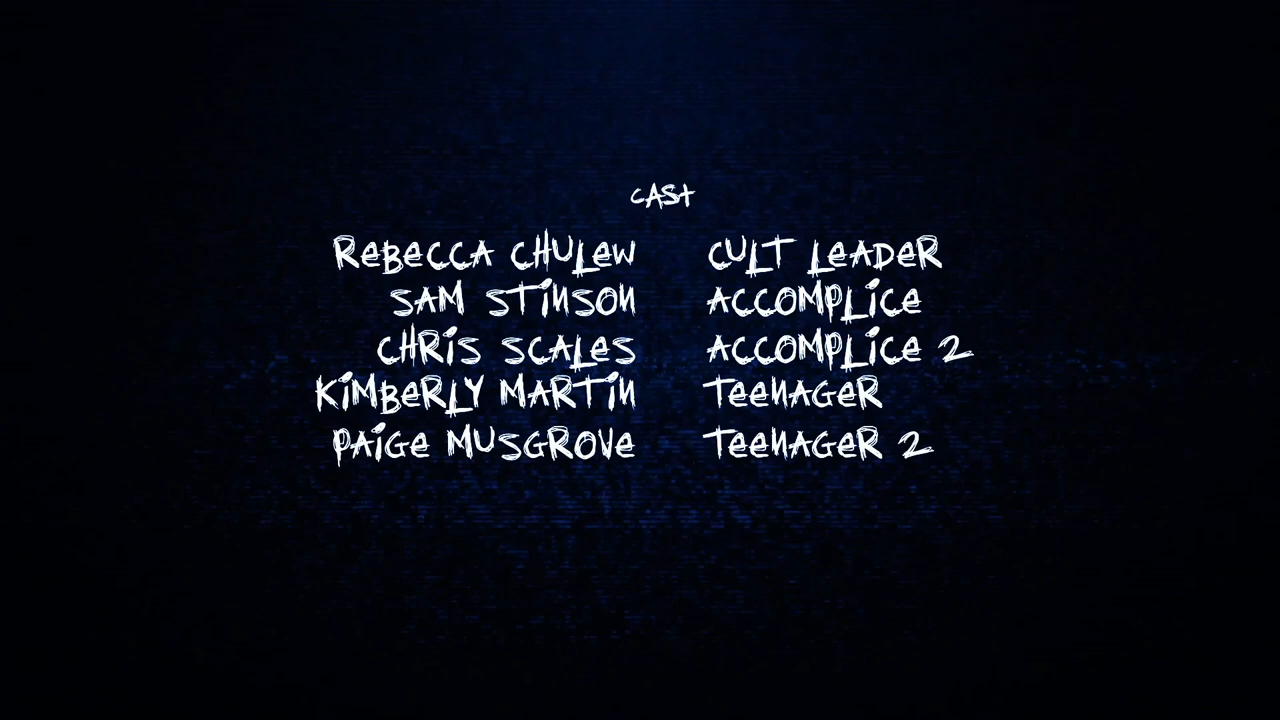 CAST
REBECCA CHULEW CULT LEADER
SAM STINSON ACCOMPLICE
CHRIS SCALES ACCOMPLICE 2
KIMBERLY MARTIN TEENAGER
PAIGE MUSGROVE TEENAGER 2